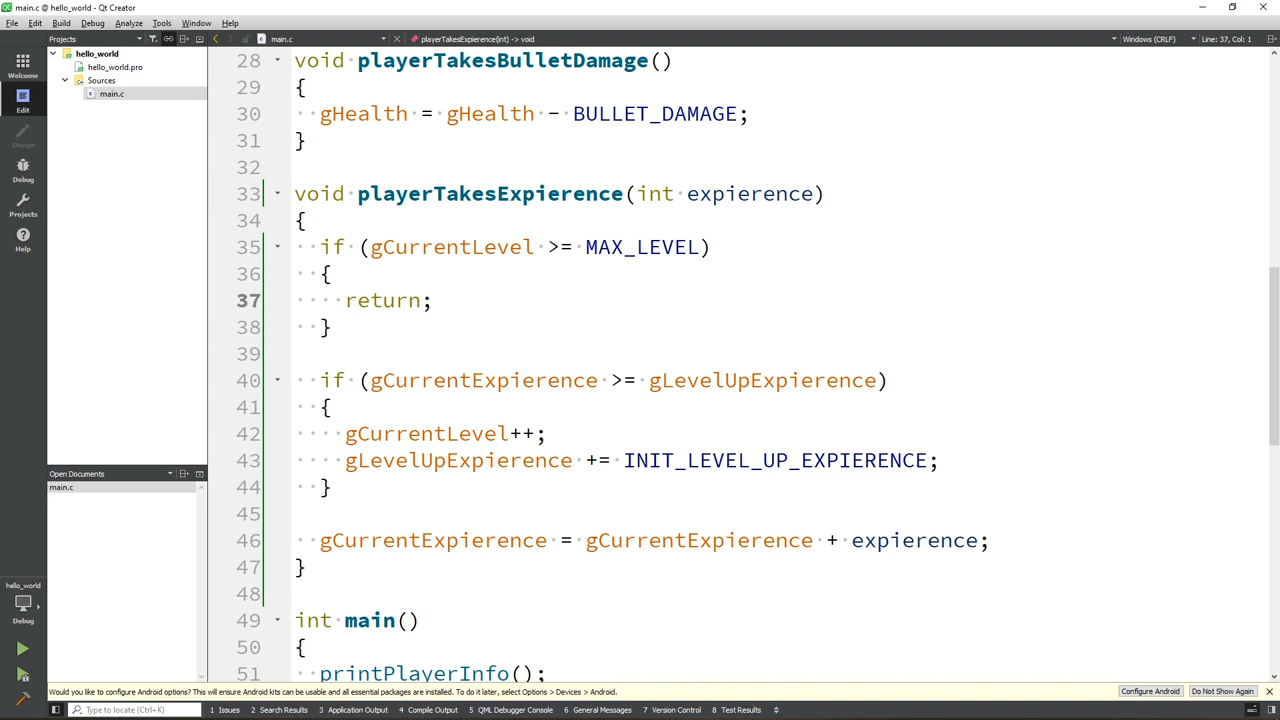 main.c @ hello_world - Qt Creator
File Edit Build Debug Analyze Tools Window Help
Projects main.c playerTakesExpierence(int) -> void Windows (CRLF) Line: 37, Col: 1
hello_world
hello_world.pro
Sources
main.c
Welcome
Edit
Design
Debug
Projects
Help
28 void playerTakesBulletDamage()
29 {
30 gHealth = gHealth - BULLET_DAMAGE;
31 }
32
33 void playerTakesExpierence(int expierence)
34 {
35 if (gCurrentLevel >= MAX_LEVEL)
36 {
37 return;
38 }
39
40 if (gCurrentExpierence >= gLevelUpExpierence)
41 {
42 gCurrentLevel++;
43 gLevelUpExpierence += INIT_LEVEL_UP_EXPIERENCE;
44 }
45
46 gCurrentExpierence = gCurrentExpierence + expierence;
47 }
48
49 int main()
50 {
51 printPlayerInfo();
Open Documents
main.c
hello_world
Debug
Would you like to configure Android options? This will ensure Android kits can be usable and all essential packages are installed. To do it later, select Options > Devices > Android. Configure Android Do Not Show Again
Type to locate (Ctrl+K) 1 Issues 2 Search Results 3 Application Output 4 Compile Output 5 QML Debugger Console 6 General Messages 7 Version Control 8 Test Results